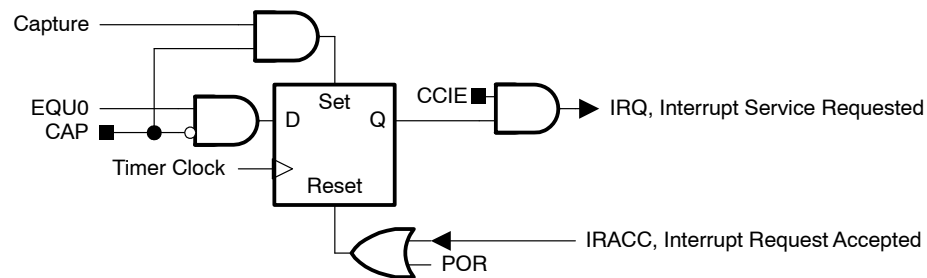 Capture
Set
EQU0
CAP
D
Q
CCIE
IRQ, Interrupt Service Requested
Timer Clock
Reset
IRACC, Interrupt Request Accepted
POR